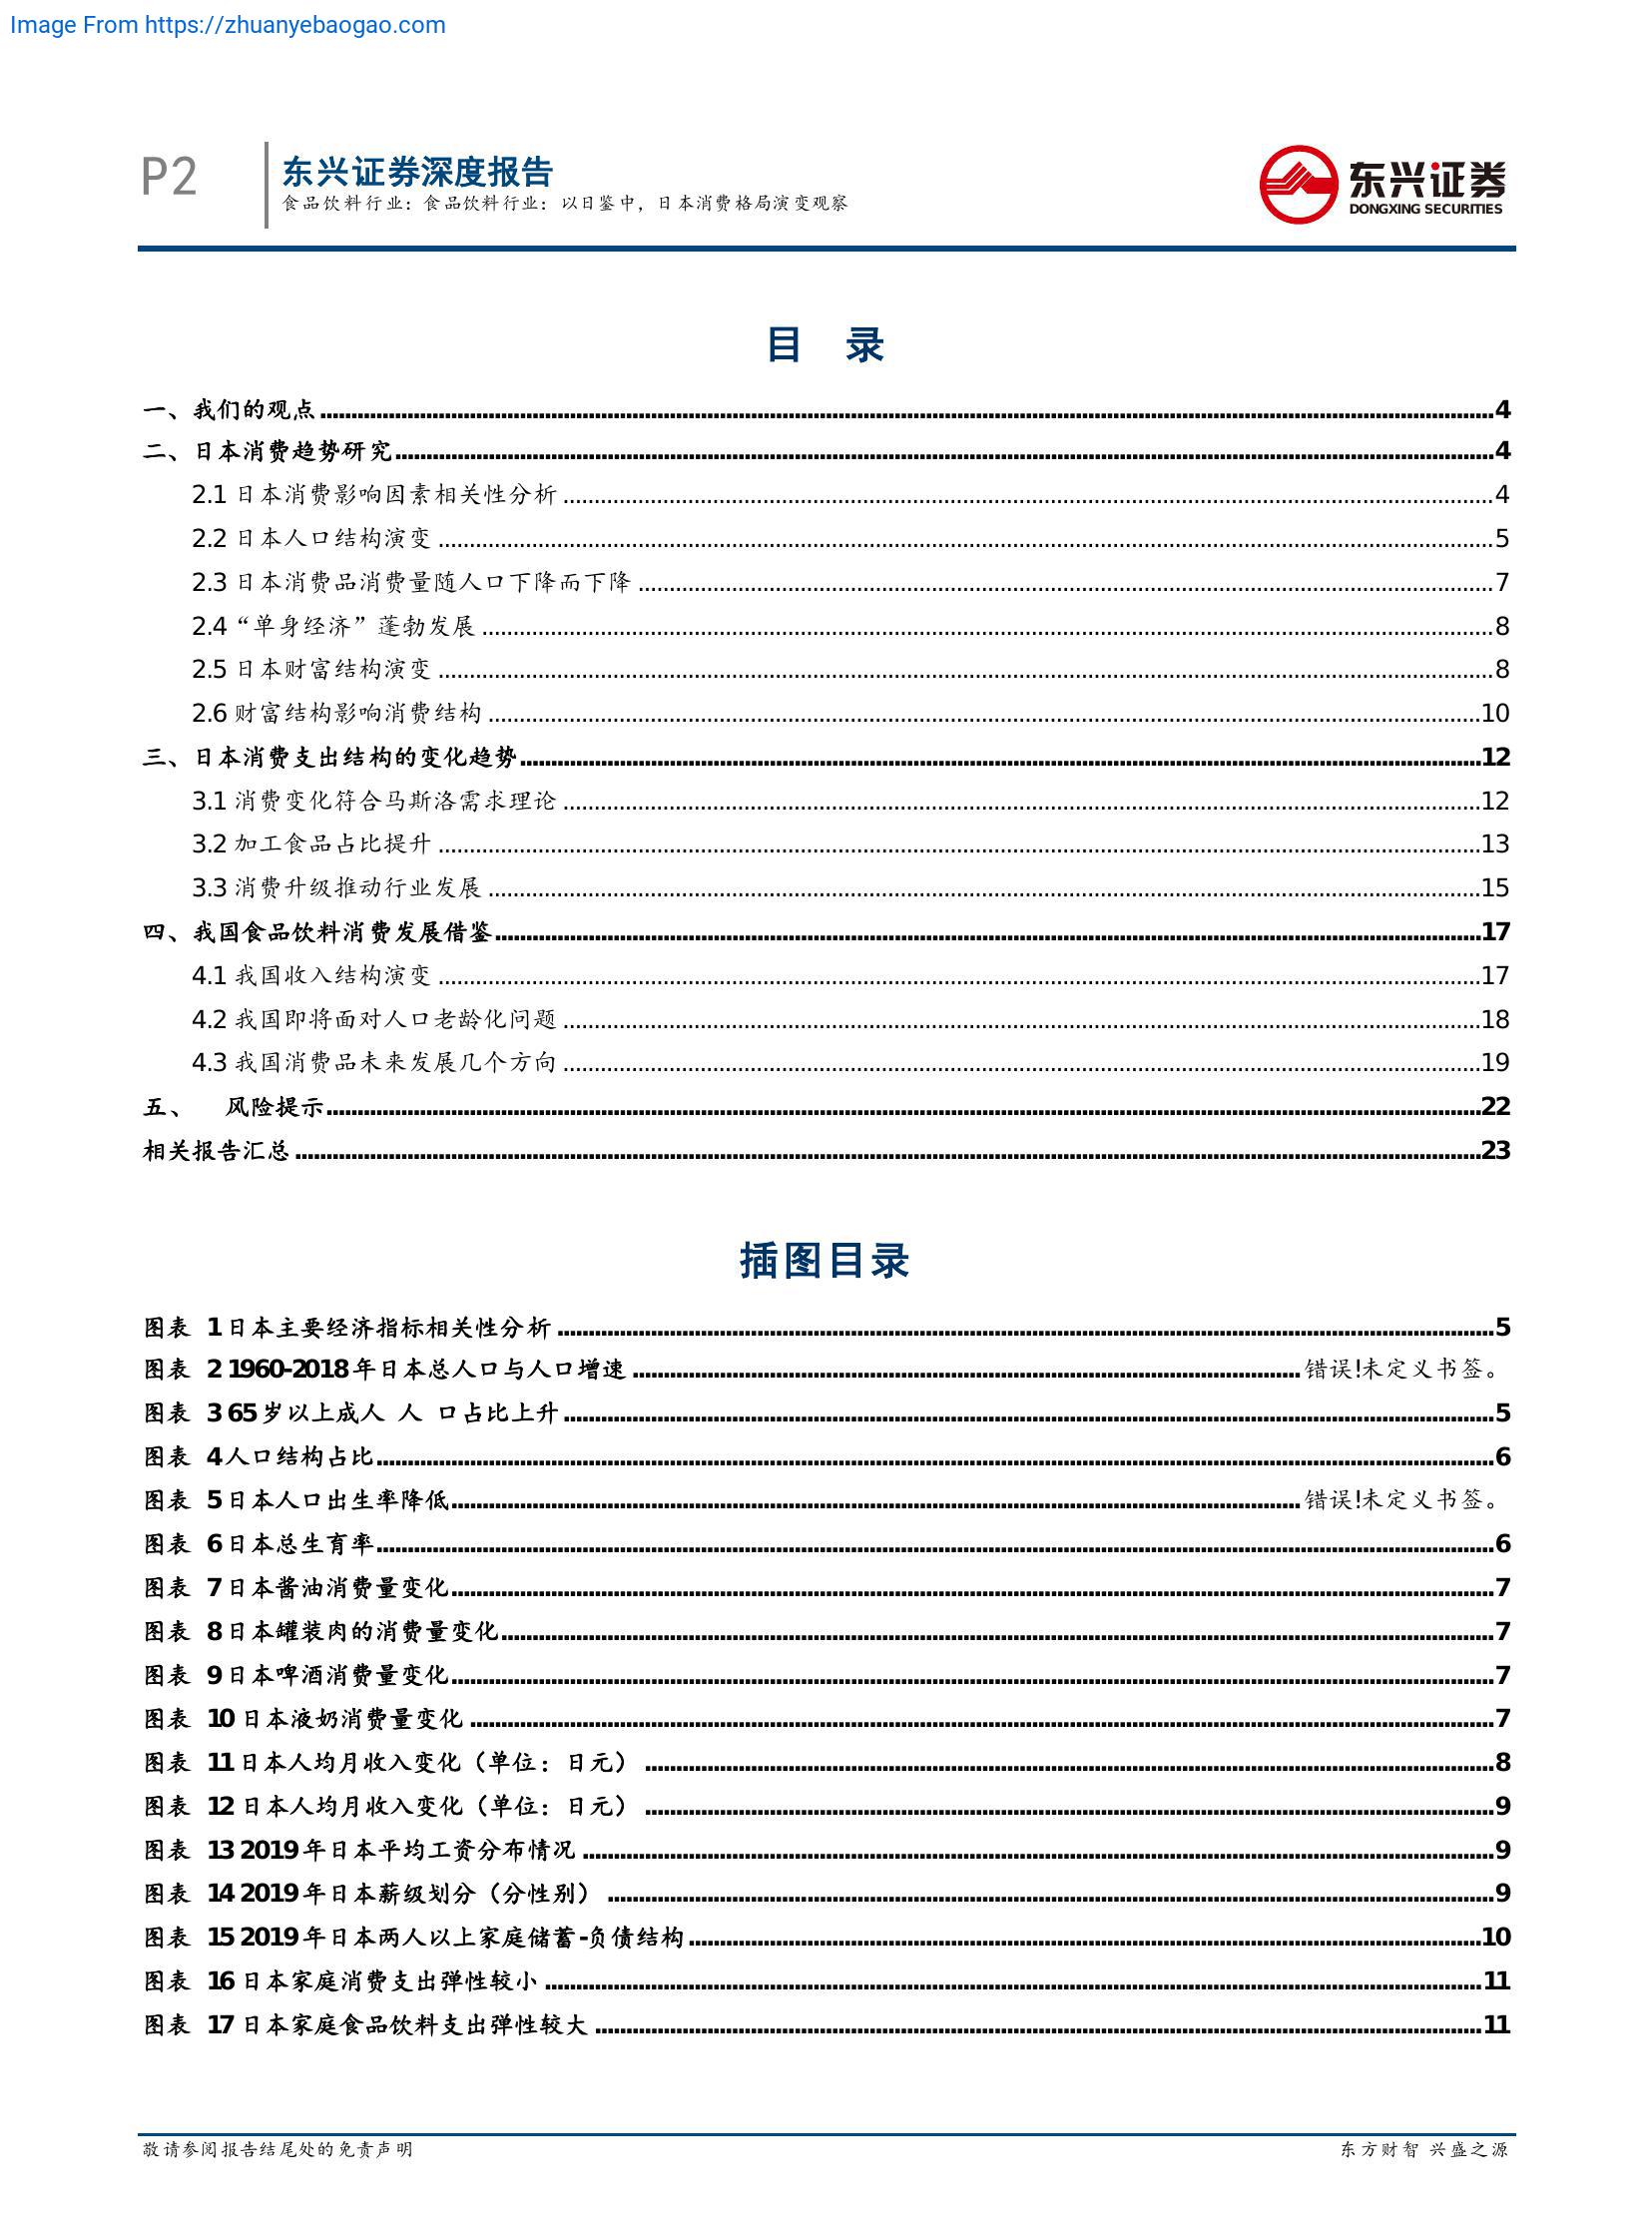 Image From https://zhuanyebaogao.com
P2
东兴证券深度报告
食品饮料行业：食品饮料行业：以日鉴中，日本消费格局演变观察
东兴证券
DONGXING SECURITIES
目 录
一、我们的观点 4
二、日本消费趋势研究 4
2.1 日本消费影响因素相关性分析 4
2.2 日本人口结构演变 5
2.3 日本消费品消费量随人口下降而下降 7
2.4“单身经济”蓬勃发展 8
2.5 日本财富结构演变 8
2.6 财富结构影响消费结构 10
三、日本消费支出结构的变化趋势 12
3.1 消费变化符合马斯洛需求理论 12
3.2 加工食品占比提升 13
3.3 消费升级推动行业发展 15
四、我国食品饮料消费发展借鉴 17
4.1 我国收入结构演变 17
4.2 我国即将面对人口老龄化问题 18
4.3 我国消费品未来发展几个方向 19
五、 风险提示 22
相关报告汇总 23
插图目录
图表 1日本主要经济指标相关性分析 5
图表 2 1960-2018年日本总人口与人口增速 错误!未定义书签。
图表 3 65岁以上成人 人 口占比上升 5
图表 4人口结构占比 6
图表 5日本人口出生率降低 错误!未定义书签。
图表 6日本总生育率 6
图表 7日本酱油消费量变化 7
图表 8日本罐装肉的消费量变化 7
图表 9日本啤酒消费量变化 7
图表 10日本液奶消费量变化 7
图表 11日本人均月收入变化（单位：日元） 8
图表 12日本人均月收入变化（单位：日元） 9
图表 13 2019年日本平均工资分布情况 9
图表 14 2019年日本薪级划分（分性别） 9
图表 15 2019年日本两人以上家庭储蓄-负债结构 10
图表 16日本家庭消费支出弹性较小 11
图表 17日本家庭食品饮料支出弹性较大 11
敬请参阅报告结尾处的免责声明
东方财智 兴盛之源